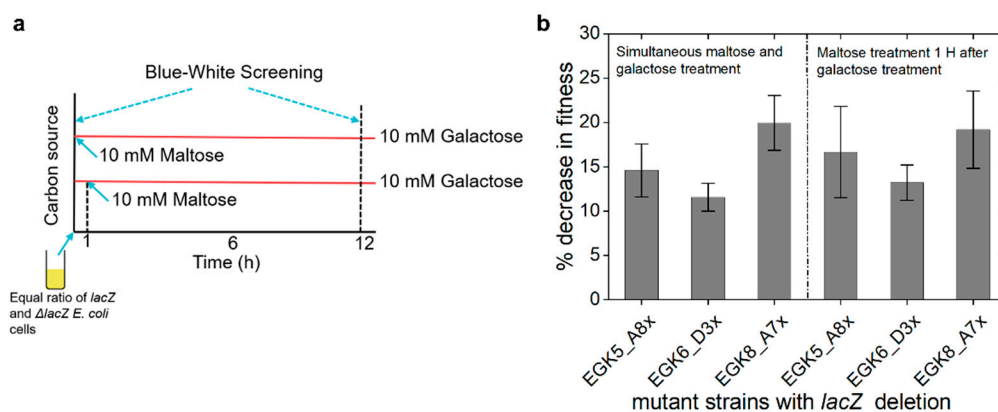 a
Blue-White Screening
Carbon source
10 mM Galactose
10 mM Maltose
10 mM Galactose
10 mM Maltose
1
6
12
Time (h)
Equal ratio of lacZ
and ΔlacZ E. coli
cells
b
% decrease in fitness
30
25
20
15
10
5
0
Simultaneous maltose and
galactose treatment
Maltose treatment 1 H after
galactose treatment
EGK5_A8x
EGK6_D3x
EGK8_A7x
EGK5_A8x
EGK6_D3x
EGK8_A7x
mutant strains with lacZ deletion